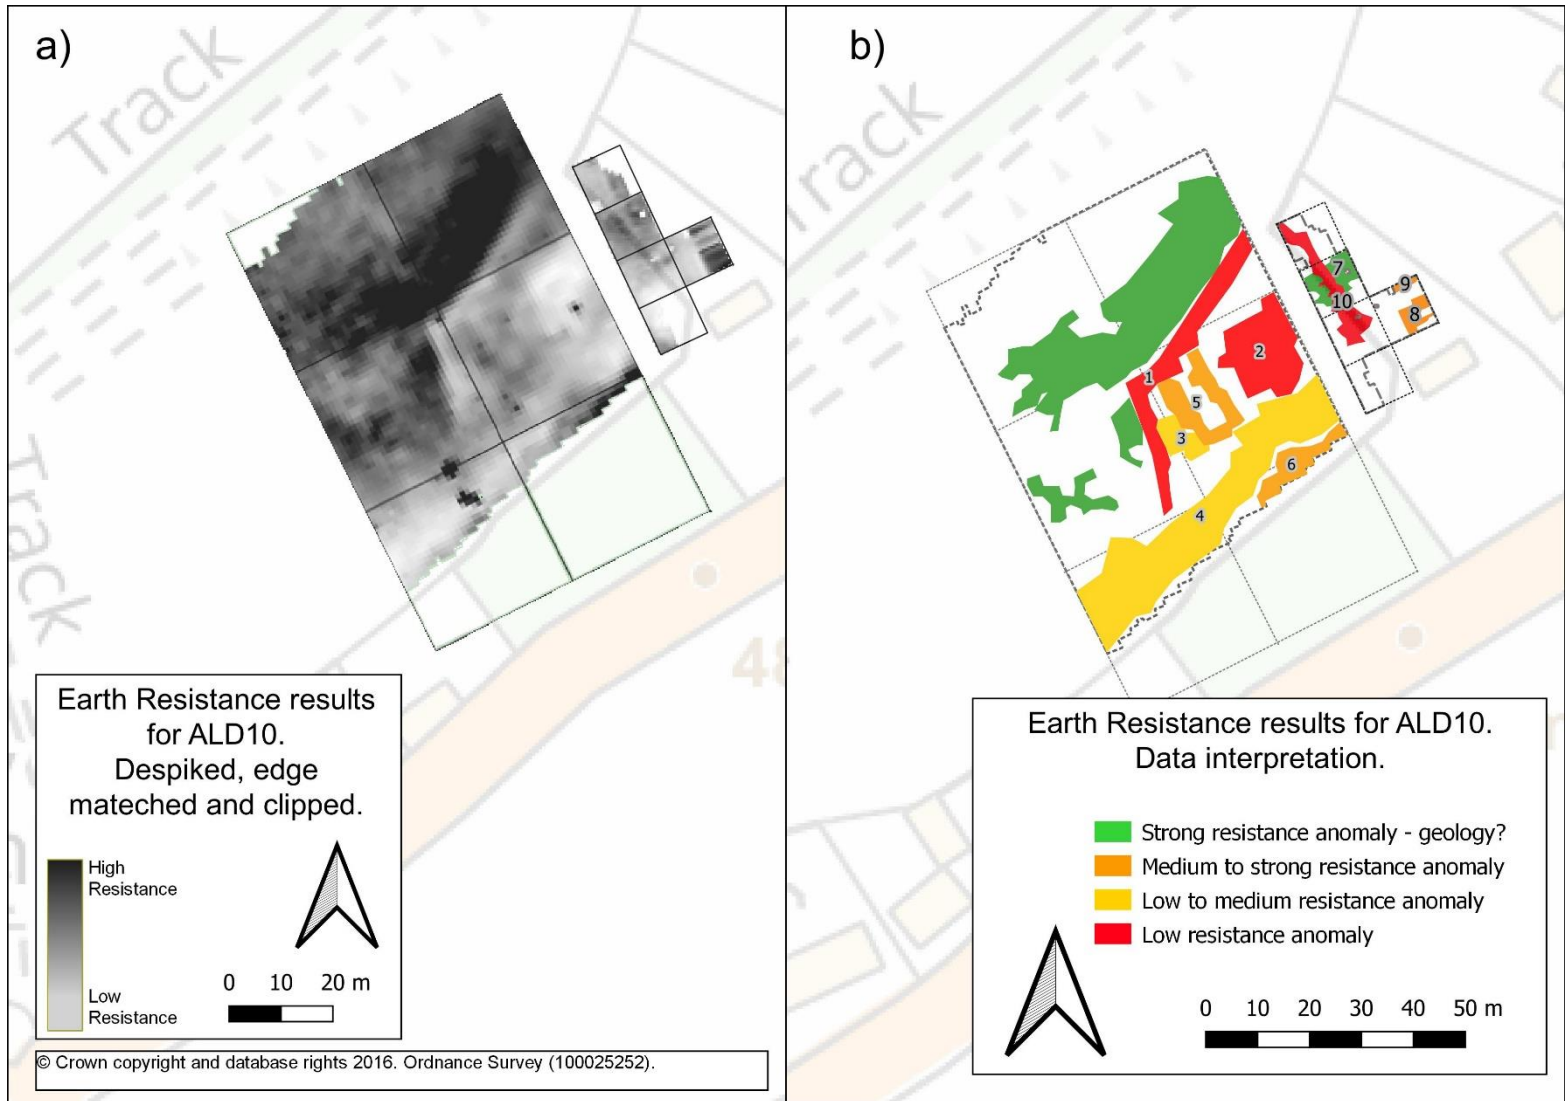 a)
Track
Track
48
Earth Resistance results
for ALD10.
Despiked, edge
mateched and clipped.
High
Resistance
Low
Resistance
0 10 20 m
© Crown copyright and database rights 2016. Ordnance Survey (100025252).
b)
Track
1
2
3
4
5
6
7
8
9
10
Earth Resistance results for ALD10.
Data interpretation.
Strong resistance anomaly - geology?
Medium to strong resistance anomaly
Low to medium resistance anomaly
Low resistance anomaly
0 10 20 30 40 50 m